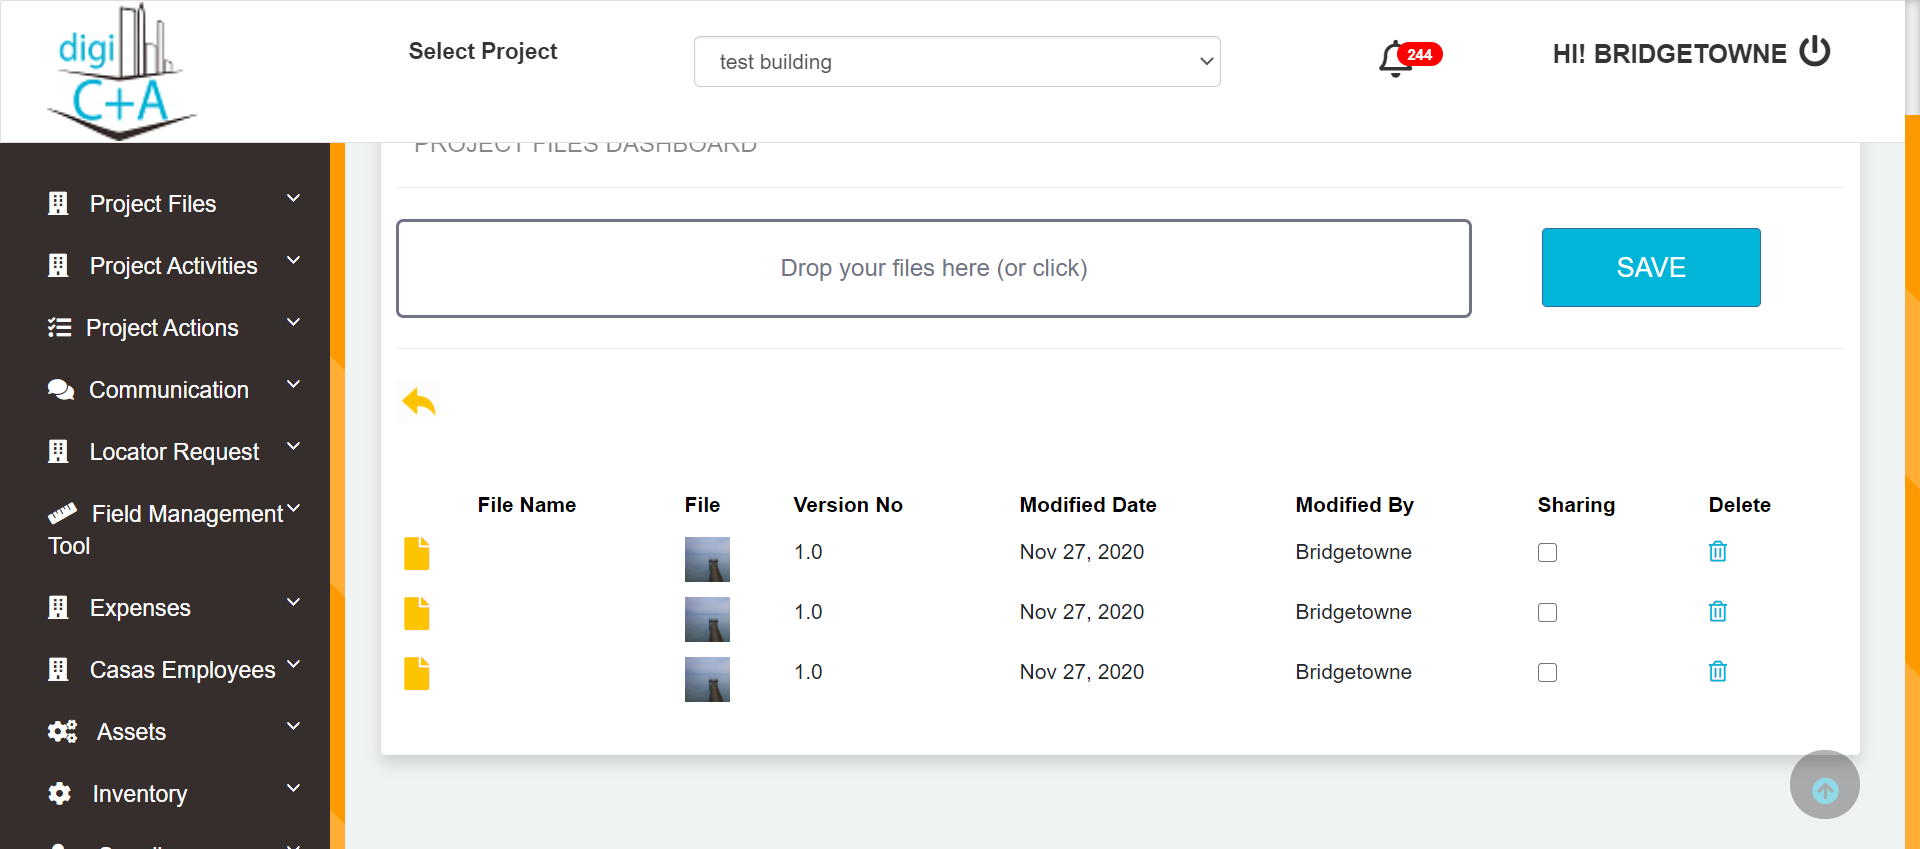 digi
C+A
Select Project
test building
244
HI! BRIDGETOWNE
PROJECT FILES DASHBOARD
Project Files
Project Activities
Project Actions
Communication
Locator Request
Field Management
Tool
Expenses
Casas Employees
Assets
Inventory
Drop your files here (or click)
SAVE
File Name File Version No Modified Date Modified By Sharing Delete
1.0 Nov 27, 2020 Bridgetowne
1.0 Nov 27, 2020 Bridgetowne
1.0 Nov 27, 2020 Bridgetowne